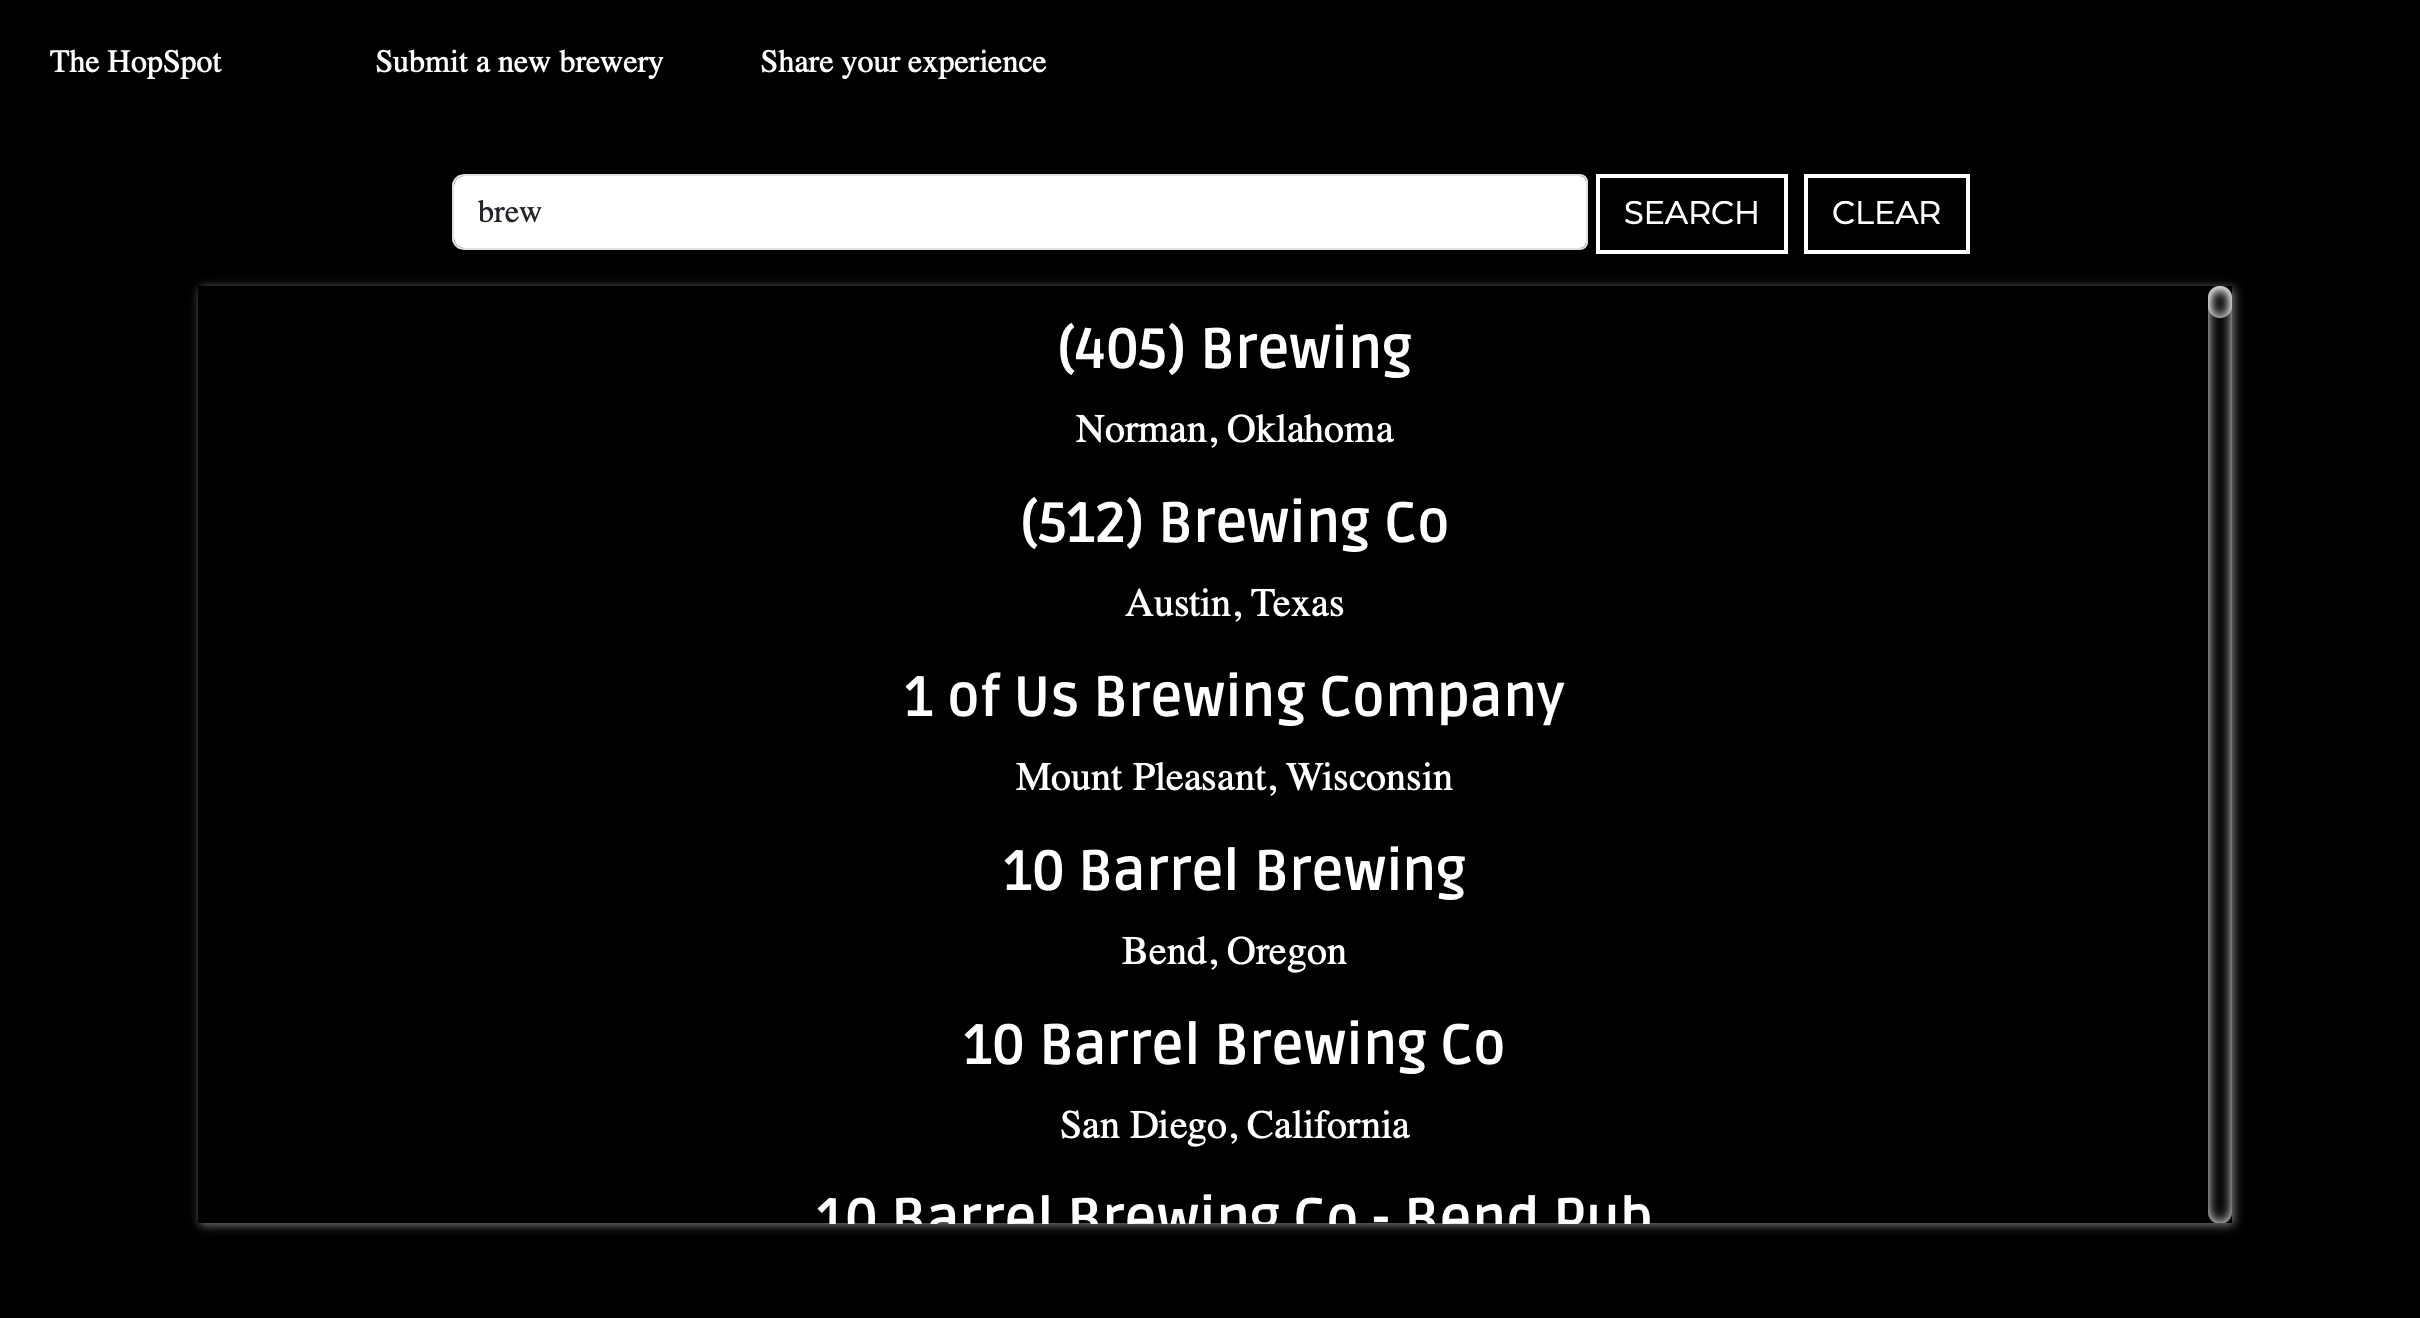 The HopSpot Submit a new brewery Share your experience
brew SEARCH CLEAR
(405) Brewing
Norman, Oklahoma
(512) Brewing Co
Austin, Texas
1 of Us Brewing Company
Mount Pleasant, Wisconsin
10 Barrel Brewing
Bend, Oregon
10 Barrel Brewing Co
San Diego, California
10 Barrel Brewing Co - Bend Pub